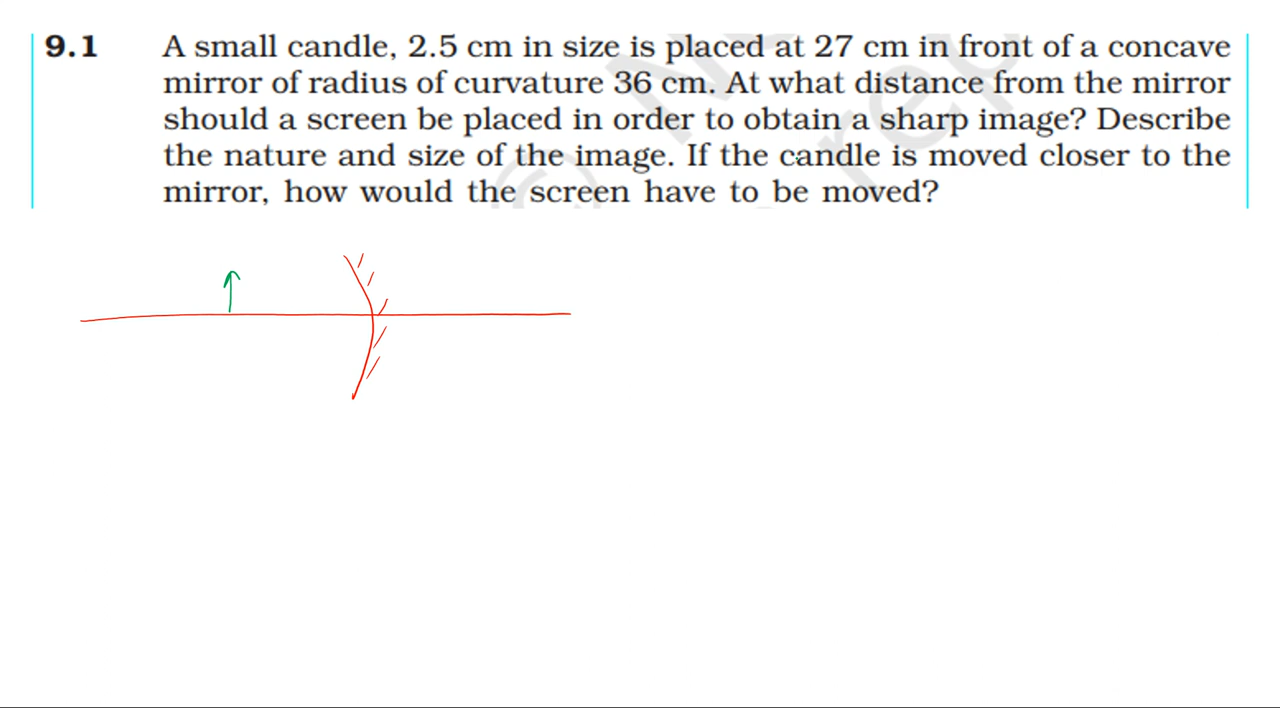 9.1 A small candle, 2.5 cm in size is placed at 27 cm in front of a concave
mirror of radius of curvature 36 cm. At what distance from the mirror
should a screen be placed in order to obtain a sharp image? Describe
the nature and size of the image. If the candle is moved closer to the
mirror, how would the screen have to be moved?